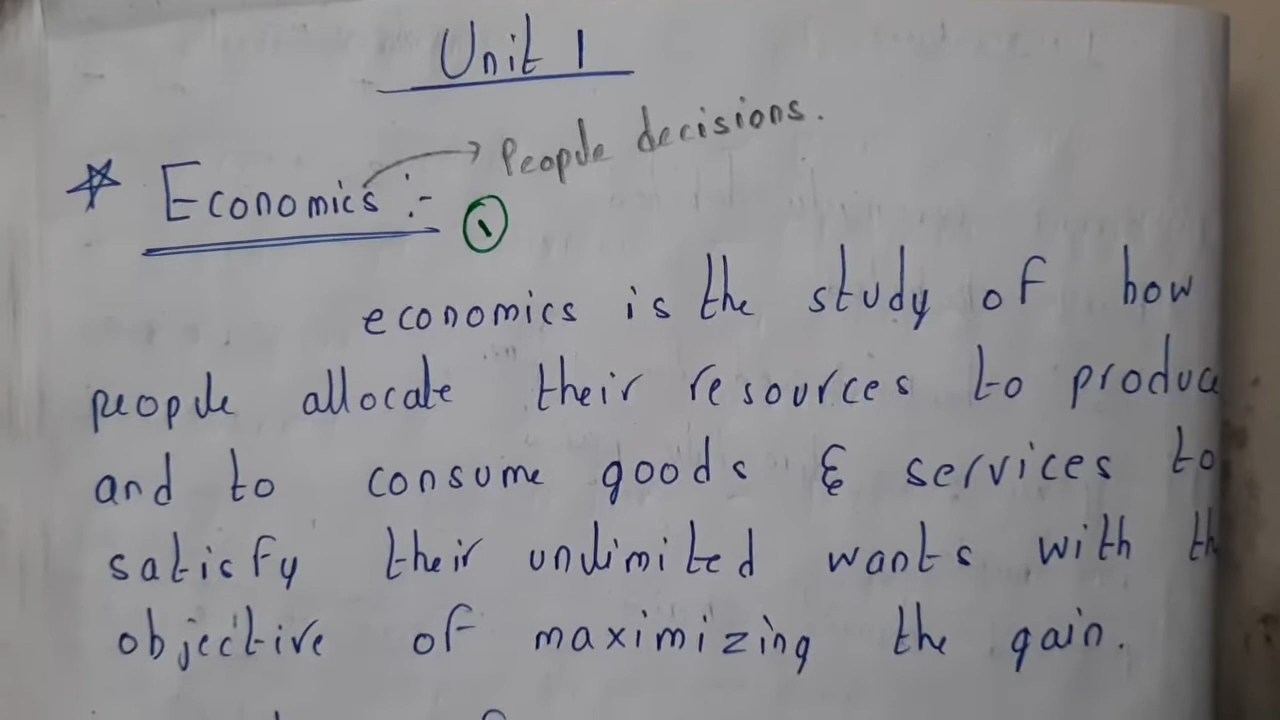 Unit 1
People decisions.
Economics :-
1
economics is the study of how
people allocate their resources to produce
and to consume goods & services to
satisfy their unlimited wants with th
objective of maximizing the gain.